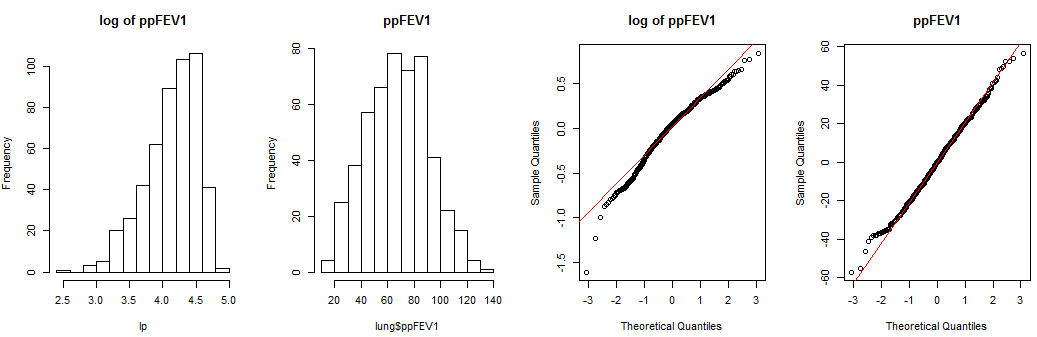 log of ppFEV1
Frequency
0 20 40 60 80 100
2.5 3.0 3.5 4.0 4.5 5.0
lp
ppFEV1
Frequency
0 20 40 60 80
20 40 60 80 100 120 140
lung$ppFEV1
log of ppFEV1
Sample Quantiles
-1.5 -1.0 -0.5 0.0 0.5
-3 -2 -1 0 1 2 3
Theoretical Quantiles
ppFEV1
Sample Quantiles
-60 -40 -20 0 20 40 60
-3 -2 -1 0 1 2 3
Theoretical Quantiles